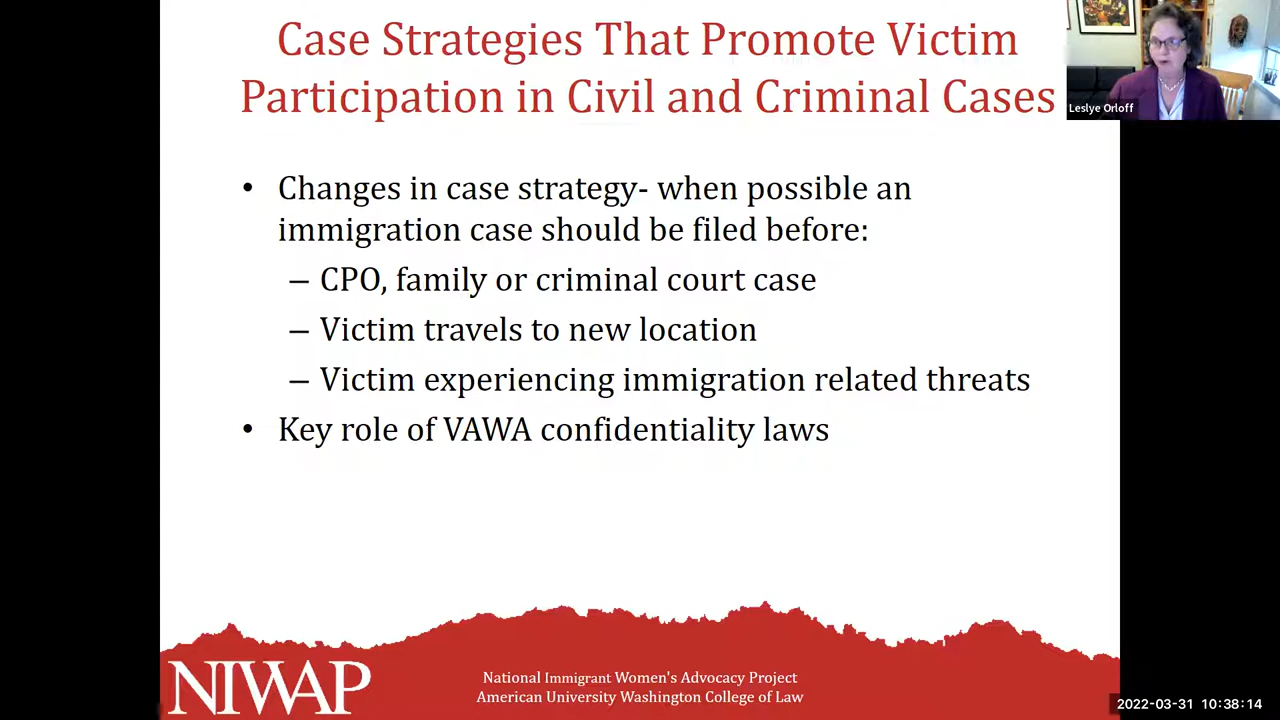 Case Strategies That Promote Victim
Participation in Civil and Criminal Cases
Leslye Orloff
• Changes in case strategy- when possible an
immigration case should be filed before:
– CPO, family or criminal court case
– Victim travels to new location
– Victim experiencing immigration related threats
• Key role of VAWA confidentiality laws
NIWAP
National Immigrant Women's Advocacy Project
American University Washington College of Law
2022-03-31 10:38:14